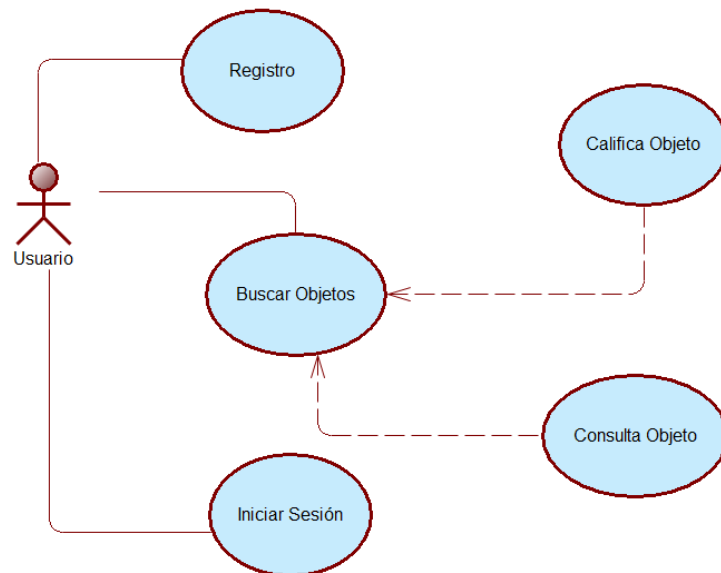 Registro
Califica Objeto
Usuario
Buscar Objetos
Consulta Objeto
Iniciar Sesión